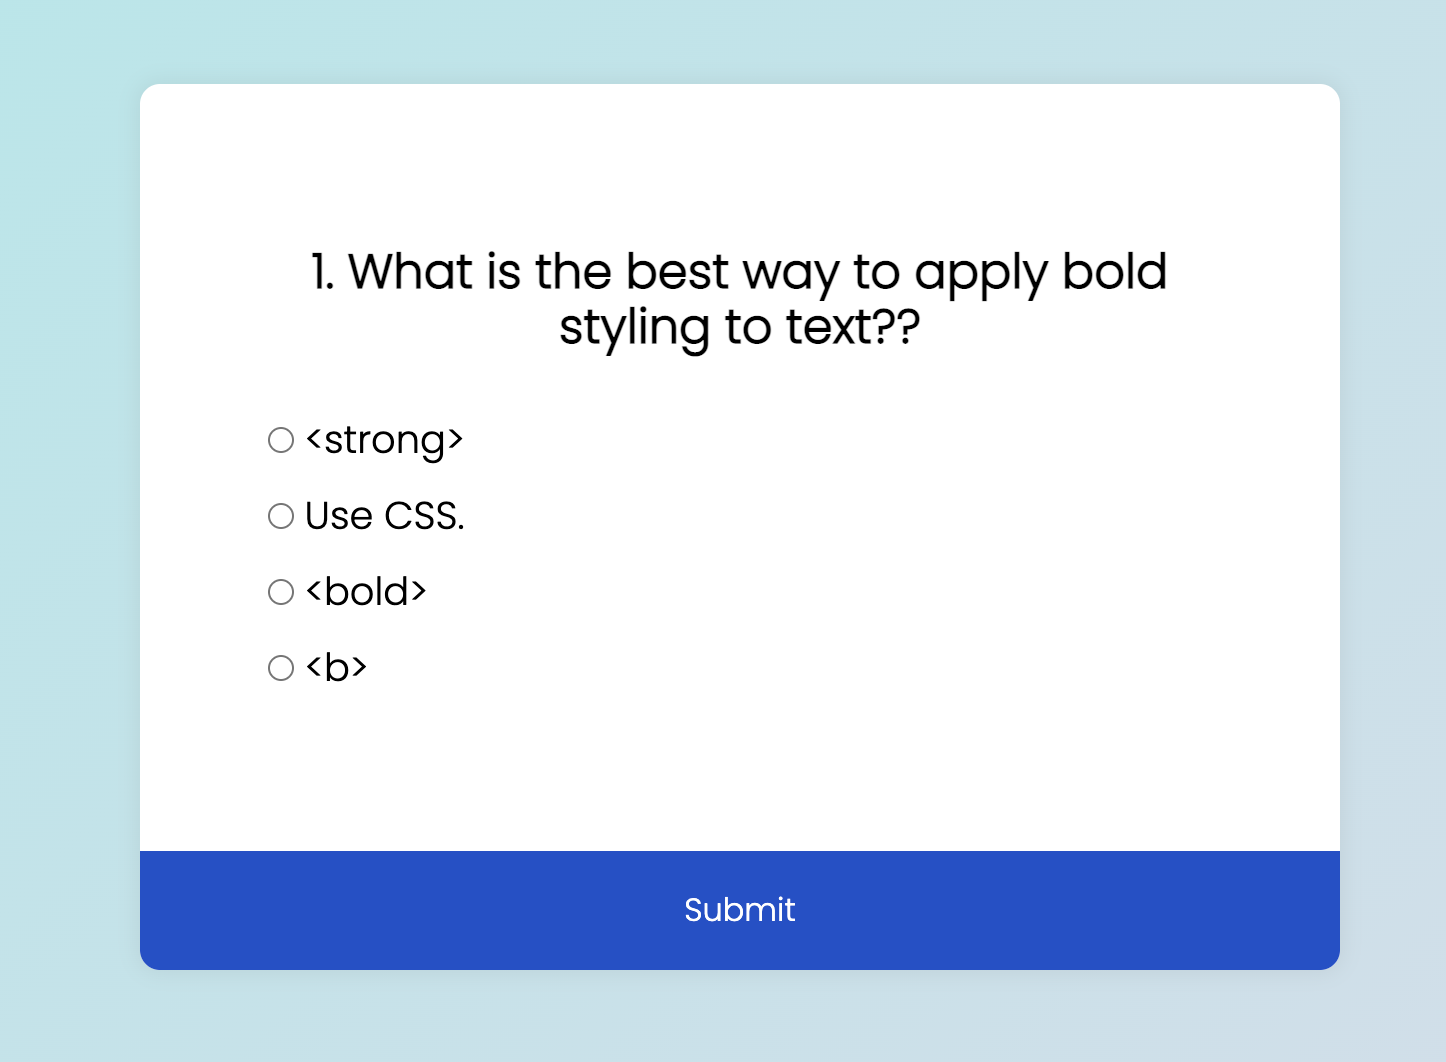 1. What is the best way to apply bold
styling to text??
<strong>
Use CSS.
<bold>
<b>
Submit